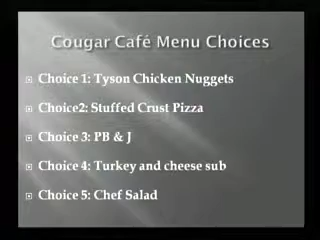 Cougar Café Menu Choices
Choice 1: Tyson Chicken Nuggets
Choice2: Stuffed Crust Pizza
Choice 3: PB & J
Choice 4: Turkey and cheese sub
Choice 5: Chef Salad